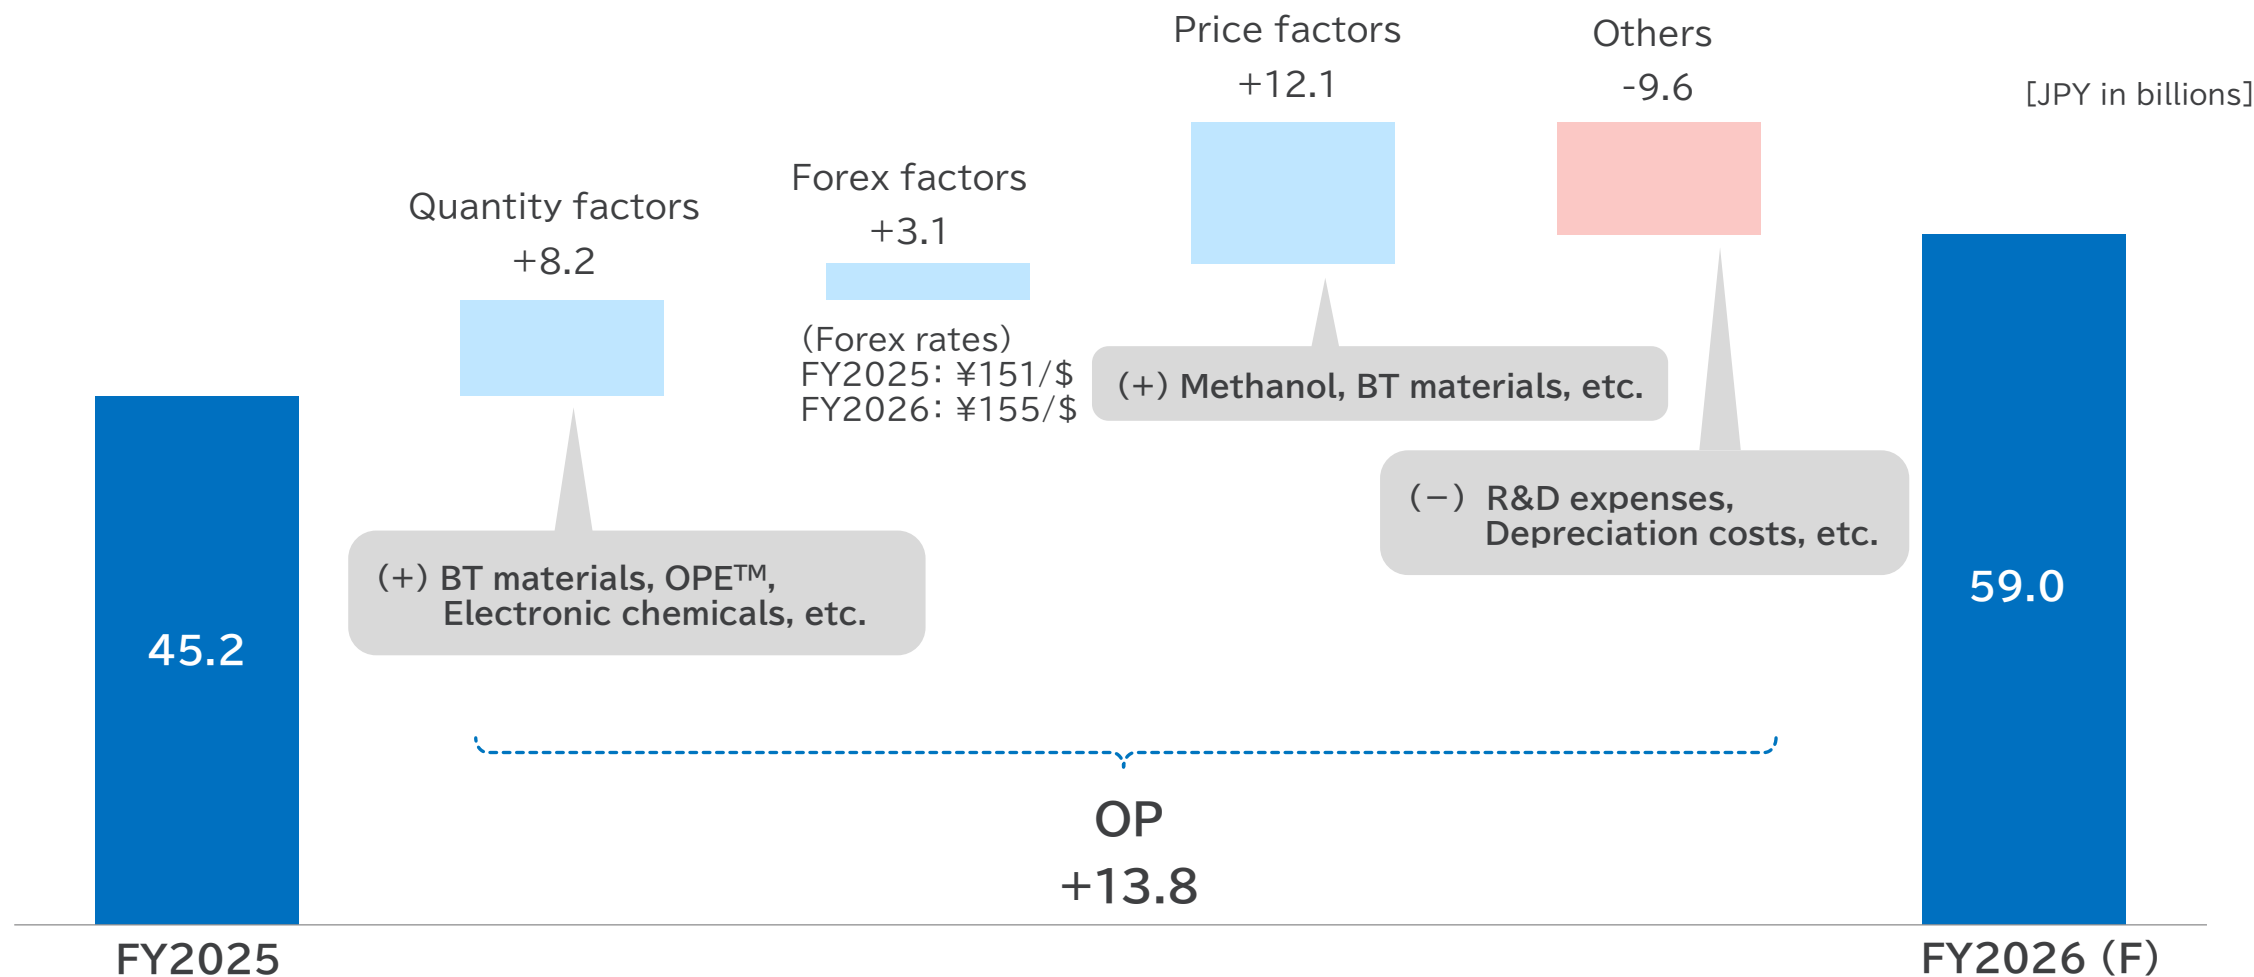 [JPY in billions]
Quantity factors
+8.2
Forex factors
+3.1
Price factors
+12.1
Others
-9.6
(Forex rates)
FY2025: ¥151/$
FY2026: ¥155/$
(+) Methanol, BT materials, etc.
(−) R&D expenses,
Depreciation costs, etc.
(+) BT materials, OPE™,
Electronic chemicals, etc.
45.2
59.0
OP
+13.8
FY2025
FY2026 (F)